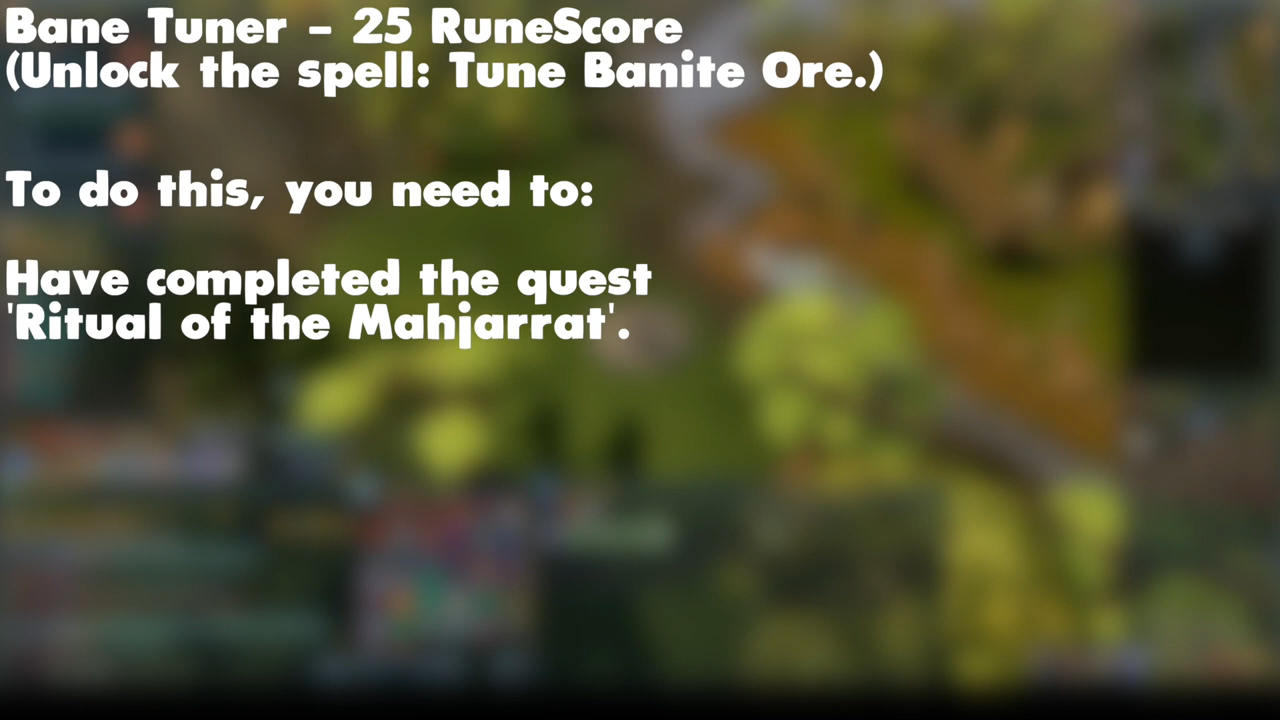 Bane Tuner – 25 RuneScore
(Unlock the spell: Tune Banite Ore.)
To do this, you need to:
Have completed the quest
'Ritual of the Mahjarrat'.